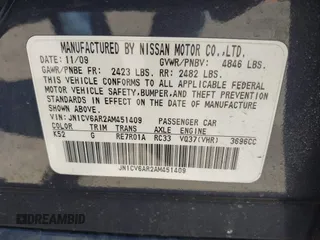 MANUFACTURED BY NISSAN MOTOR CO.,LTD.
DATE: 11/09 GVWR/PNBV: 4846 LBS.
GAWR/PNBE FR: 2423 LBS. RR: 2482 LBS.
THIS VEHICLE CONFORMS TO ALL APPLICABLE FEDERAL
MOTOR VEHICLE SAFETY, BUMPER, AND THEFT
PREVENTION STANDARDS IN EFFECT ON THE DATE OF MANUFACTURE
SHOWN ABOVE.
VIN: JN1CV6AR2AM451409 PASSENGER CAR
COLOR TRIM TRANS AXLE ENGINE
K52 G RE7R01A RC33 VQ37(VHR) 3696CC
JN1CV6AR2AM451409
© DREAMBID
DREAMBID.COM